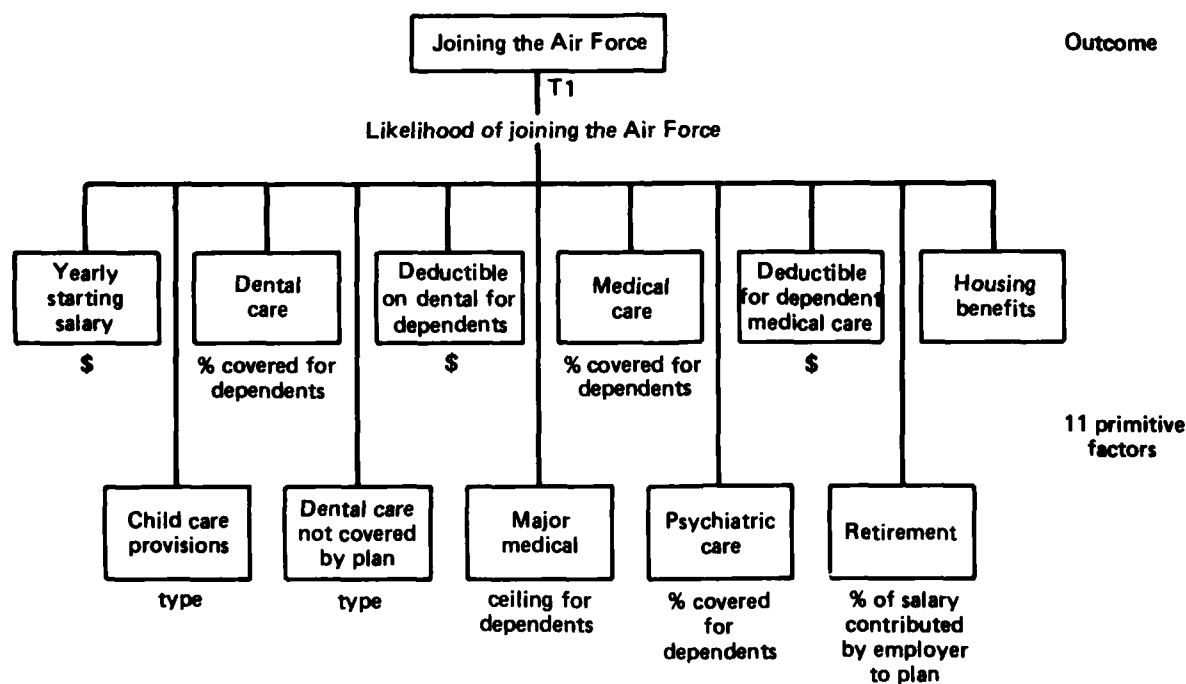 Joining the Air Force
Outcome
T1
Likelihood of joining the Air Force
Yearly
starting
salary
$
Dental
care
% covered for
dependents
Deductible
on dental for
dependents
$
Medical
care
% covered for
dependents
Deductible
for dependent
medical care
$
Housing
benefits
11 primitive
factors
Child care
provisions
type
Dental care
not covered
by plan
type
Major
medical
ceiling for
dependents
Psychiatric
care
% covered
for
dependents
Retirement
% of salary
contributed
by employer
to plan